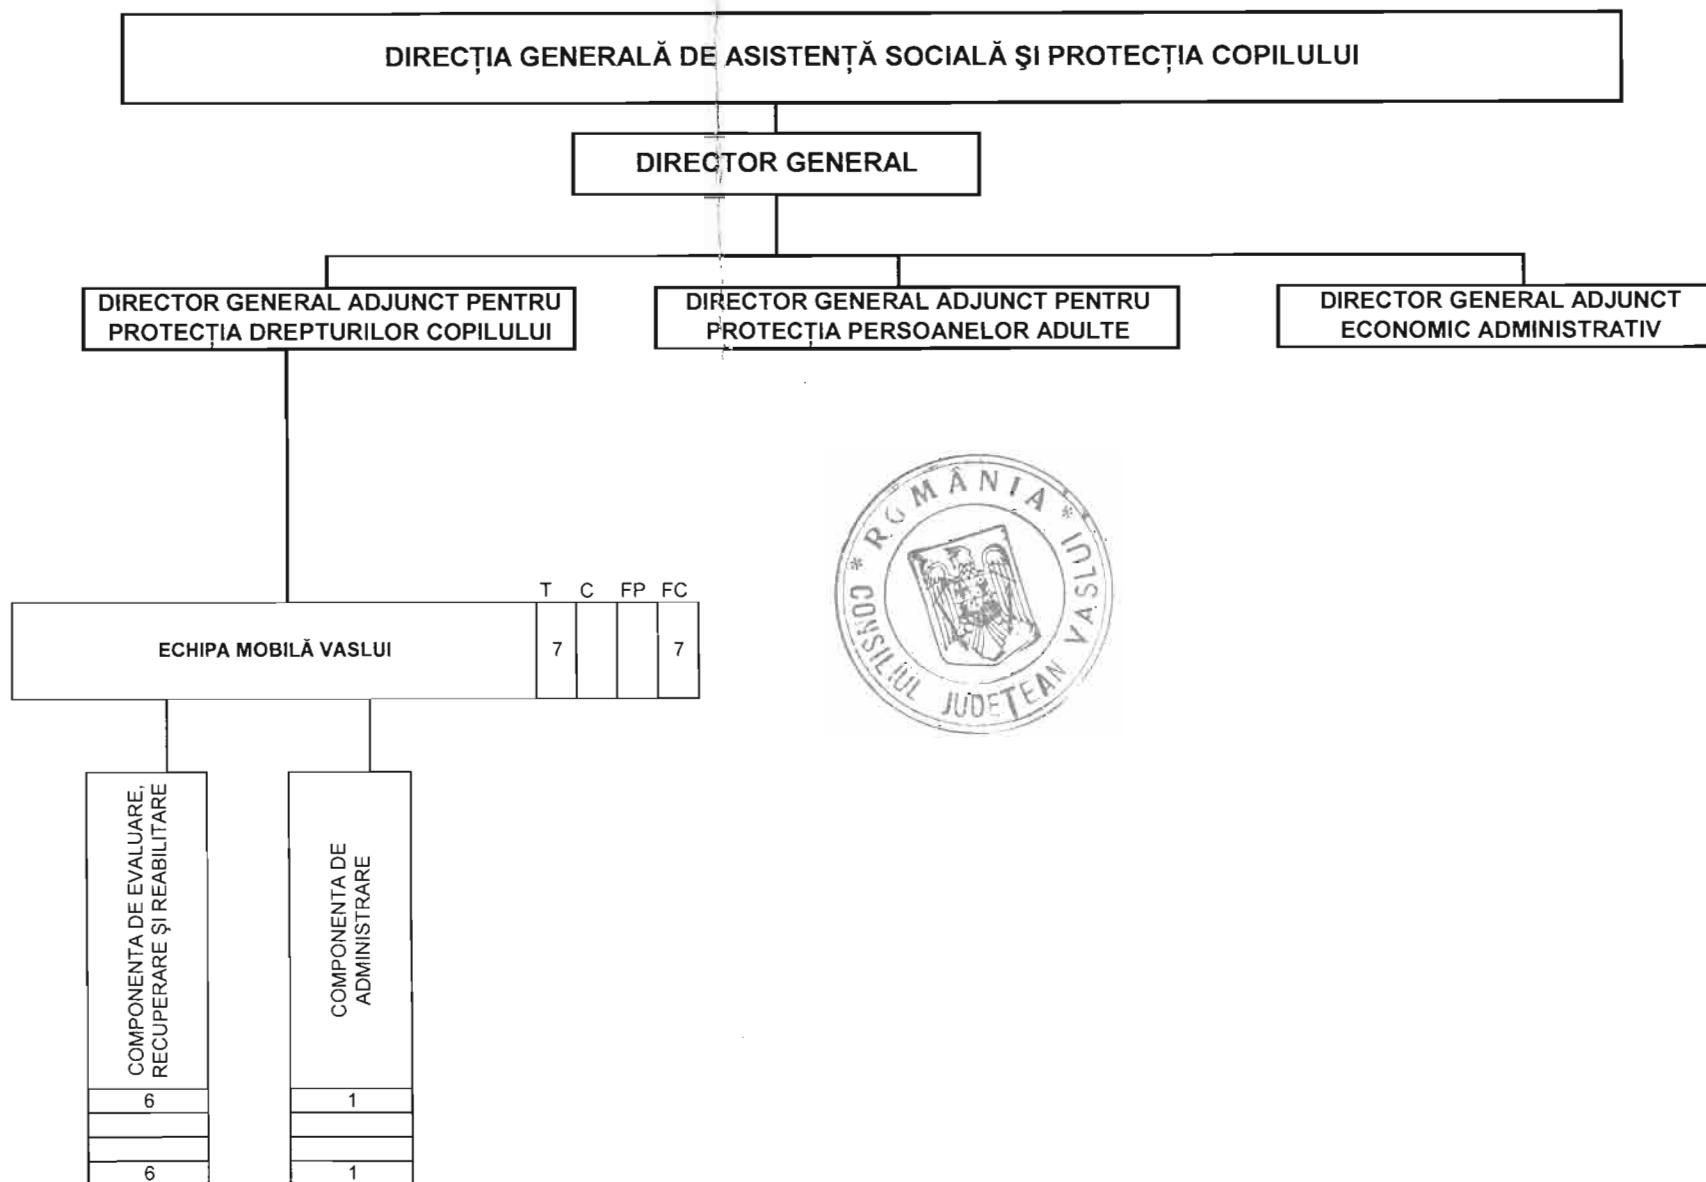 DIRECȚIA GENERALĂ DE ASISTENȚĂ SOCIALĂ ŞI PROTECȚIA COPILULUI
DIRECTOR GENERAL
DIRECTOR GENERAL ADJUNCT PENTRU
PROTECȚIA DREPTURILOR COPILULUI
DIRECTOR GENERAL ADJUNCT PENTRU
PROTECȚIA PERSOANELOR ADULTE
DIRECTOR GENERAL ADJUNCT
ECONOMIC ADMINISTRATIV
* ROMÂNIA *
CONSILIUL JUDEȚEAN VASLUI
T C FP FC
ECHIPA MOBILĂ VASLUI 7 7
COMPONENTA DE EVALUARE,
RECUPERARE ŞI REABILITARE
COMPONENTA DE
ADMINISTRARE
6 1
6 1